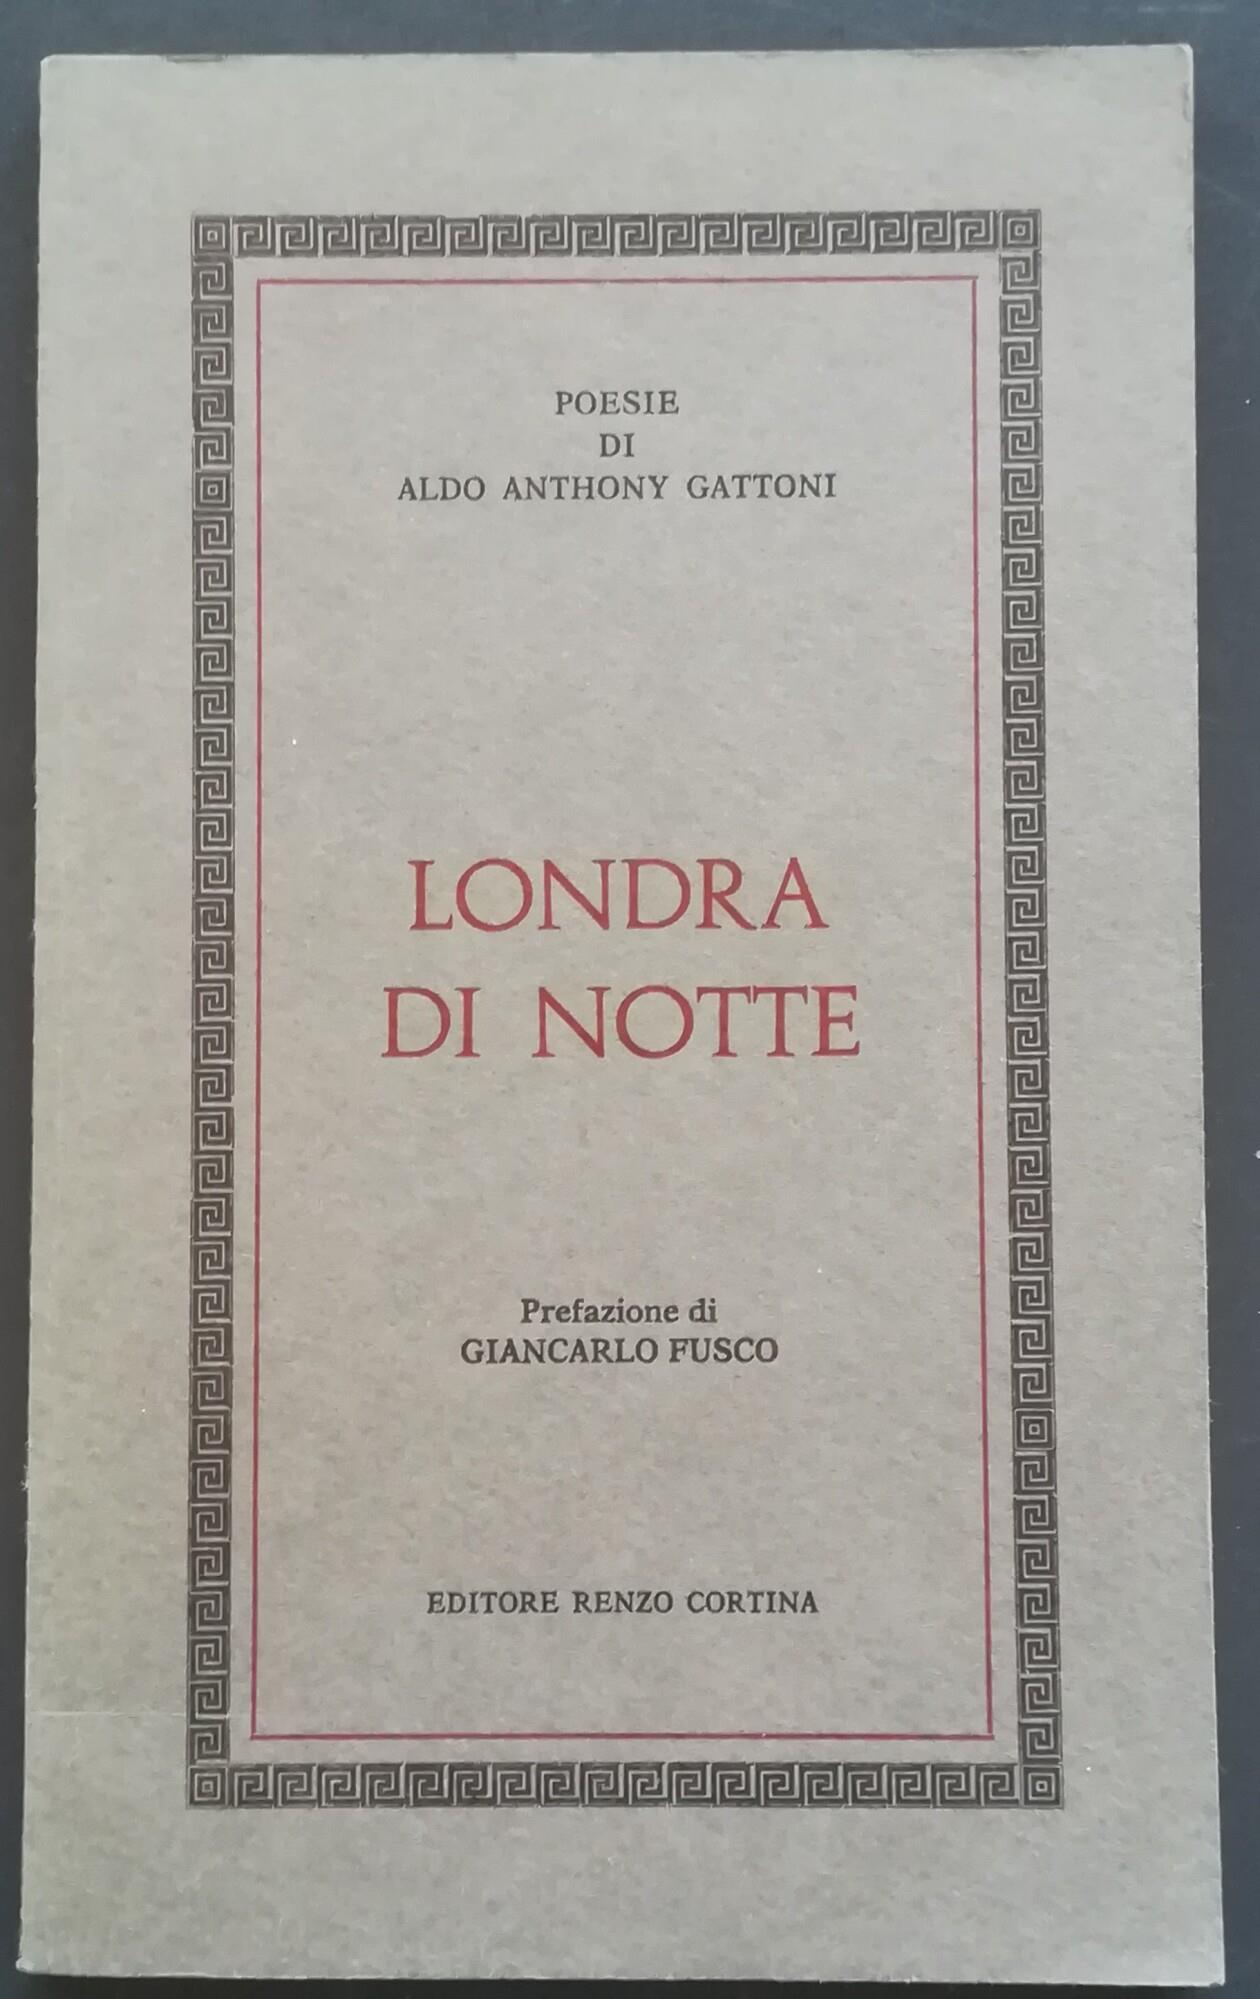 POESIE
DI
ALDO ANTHONY GATTONI
LONDRA
DI NOTTE
Prefazione di
GIANCARLO FUSCO
EDITORE RENZO CORTINA